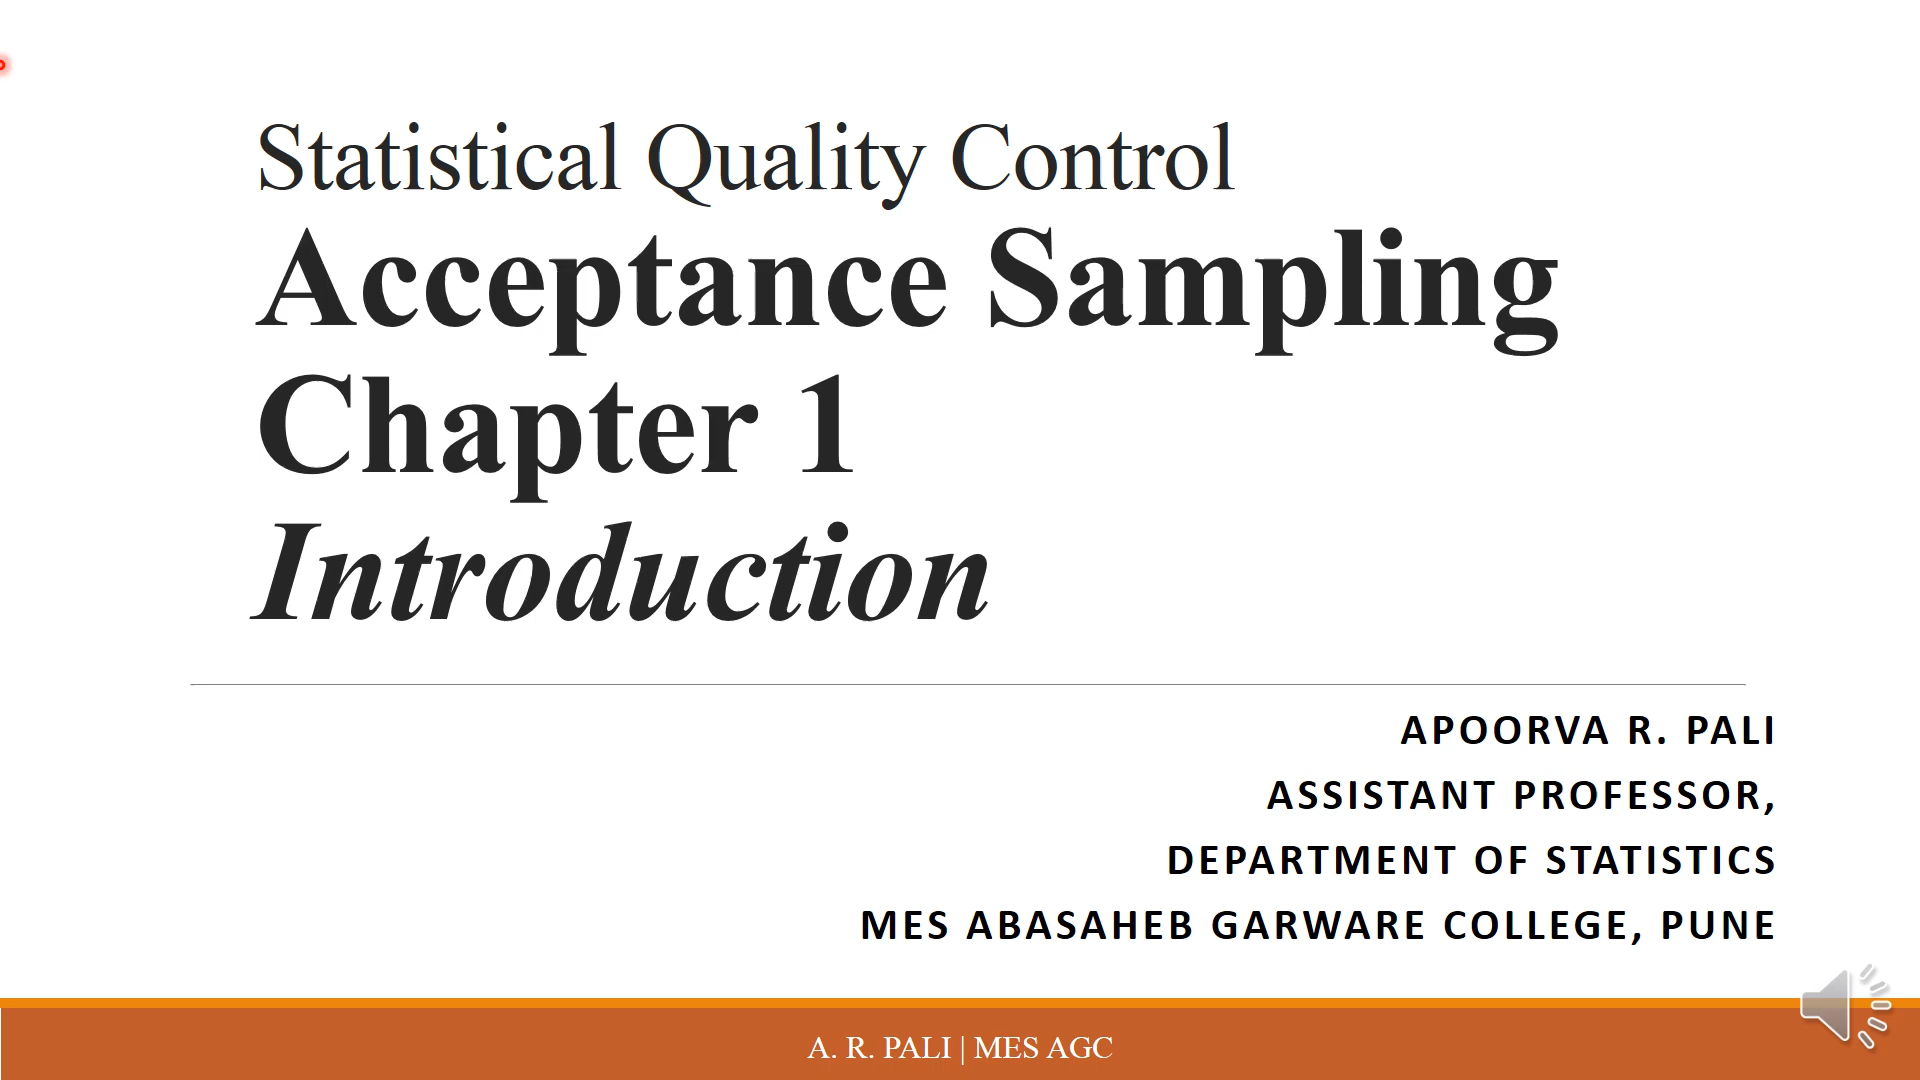 Statistical Quality Control
Acceptance Sampling
Chapter 1
Introduction
APOORVA R. PALI
ASSISTANT PROFESSOR,
DEPARTMENT OF STATISTICS
MES ABASAHEB GARWARE COLLEGE, PUNE
A. R. PALI | MES AGC